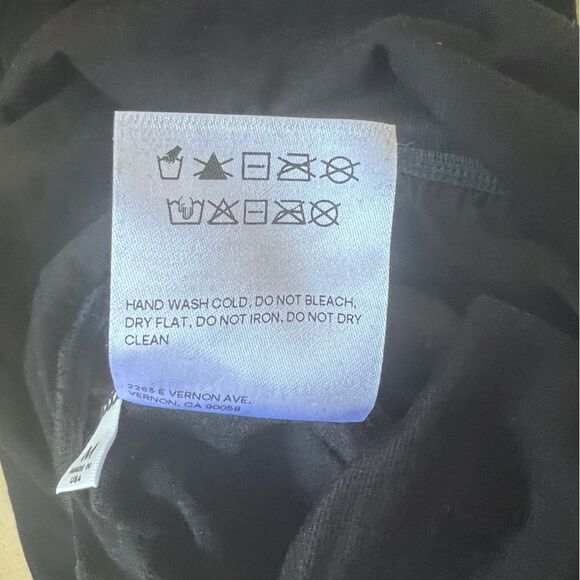 HAND WASH COLD, DO NOT BLEACH,
DRY FLAT, DO NOT IRON, DO NOT DRY
CLEAN
2263 E VERNON AVE,
VERNON, CA 90058
M
MADE IN
USA